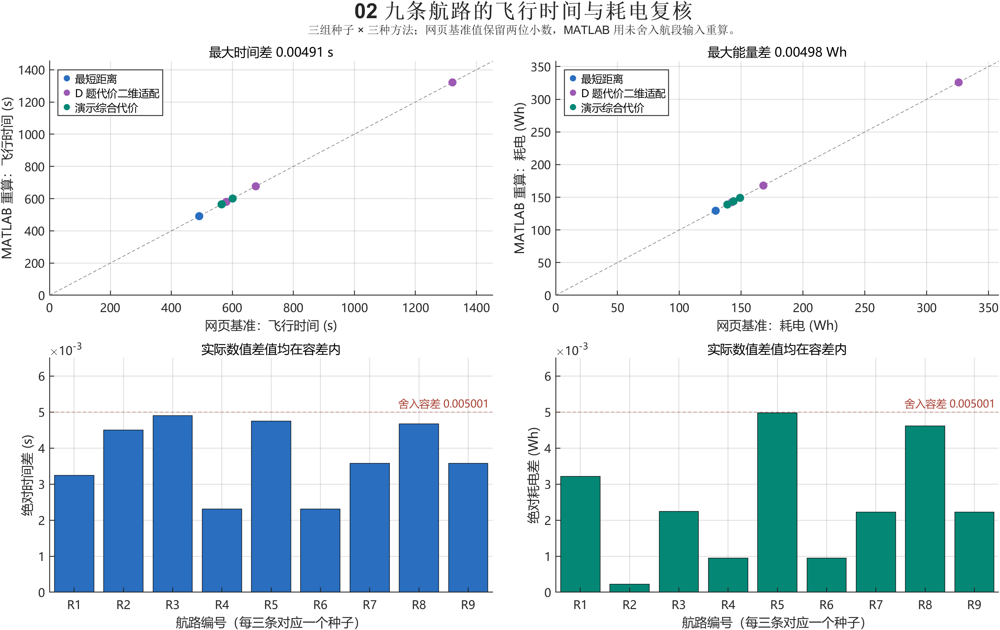 02 九条航路的飞行时间与耗电复核
三组种子 × 三种方法；网页基准值保留两位小数，MATLAB 用未舍入航段输入重算。
最大时间差 0.00491 s
最短距离
D 题代价二维适配
演示综合代价
MATLAB 重算：飞行时间 (s)
1400
1200
1000
800
600
400
200
0
0 200 400 600 800 1000 1200 1400
网页基准：飞行时间 (s)
最大能量差 0.00498 Wh
最短距离
D 题代价二维适配
演示综合代价
MATLAB 重算：耗电 (Wh)
350
300
250
200
150
100
50
0
0 50 100 150 200 250 300 350
网页基准：耗电 (Wh)
×10-3
实际数值差值均在容差内
舍入容差 0.005001
绝对时间差 (s)
6
5
4
3
2
1
0
R1 R2 R3 R4 R5 R6 R7 R8 R9
航路编号（每三条对应一个种子）
×10-3
实际数值差值均在容差内
舍入容差 0.005001
绝对耗电差 (Wh)
6
5
4
3
2
1
0
R1 R2 R3 R4 R5 R6 R7 R8 R9
航路编号（每三条对应一个种子）